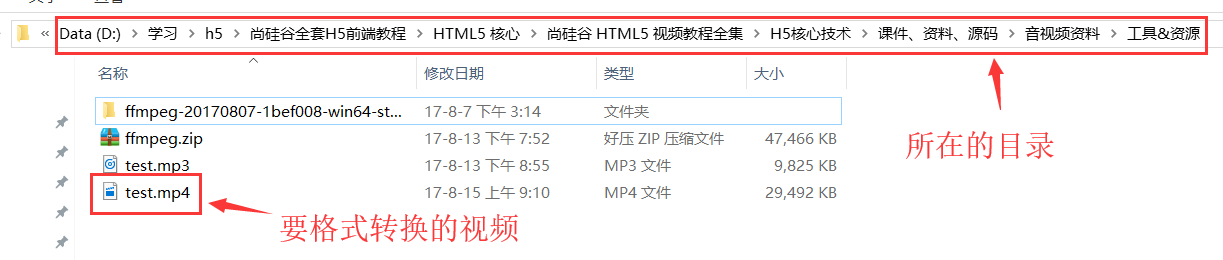 « Data (D:) > 学习 > h5 > 尚硅谷全套H5前端教程 > HTML5 核心 > 尚硅谷 HTML5 视频教程全集 > H5核心技术 > 课件、资料、源码 > 音视频资料 > 工具&资源
名称 修改日期 类型 大小
ffmpeg-20170807-1bef008-win64-st... 17-8-7 下午 3:14 文件夹
ffmpeg.zip 17-8-13 下午 7:52 好压 ZIP 压缩文件 47,466 KB
所在的目录
test.mp3 17-8-13 下午 8:55 MP3 文件 9,825 KB
test.mp4 17-8-15 上午 9:10 MP4 文件 29,492 KB
要格式转换的视频